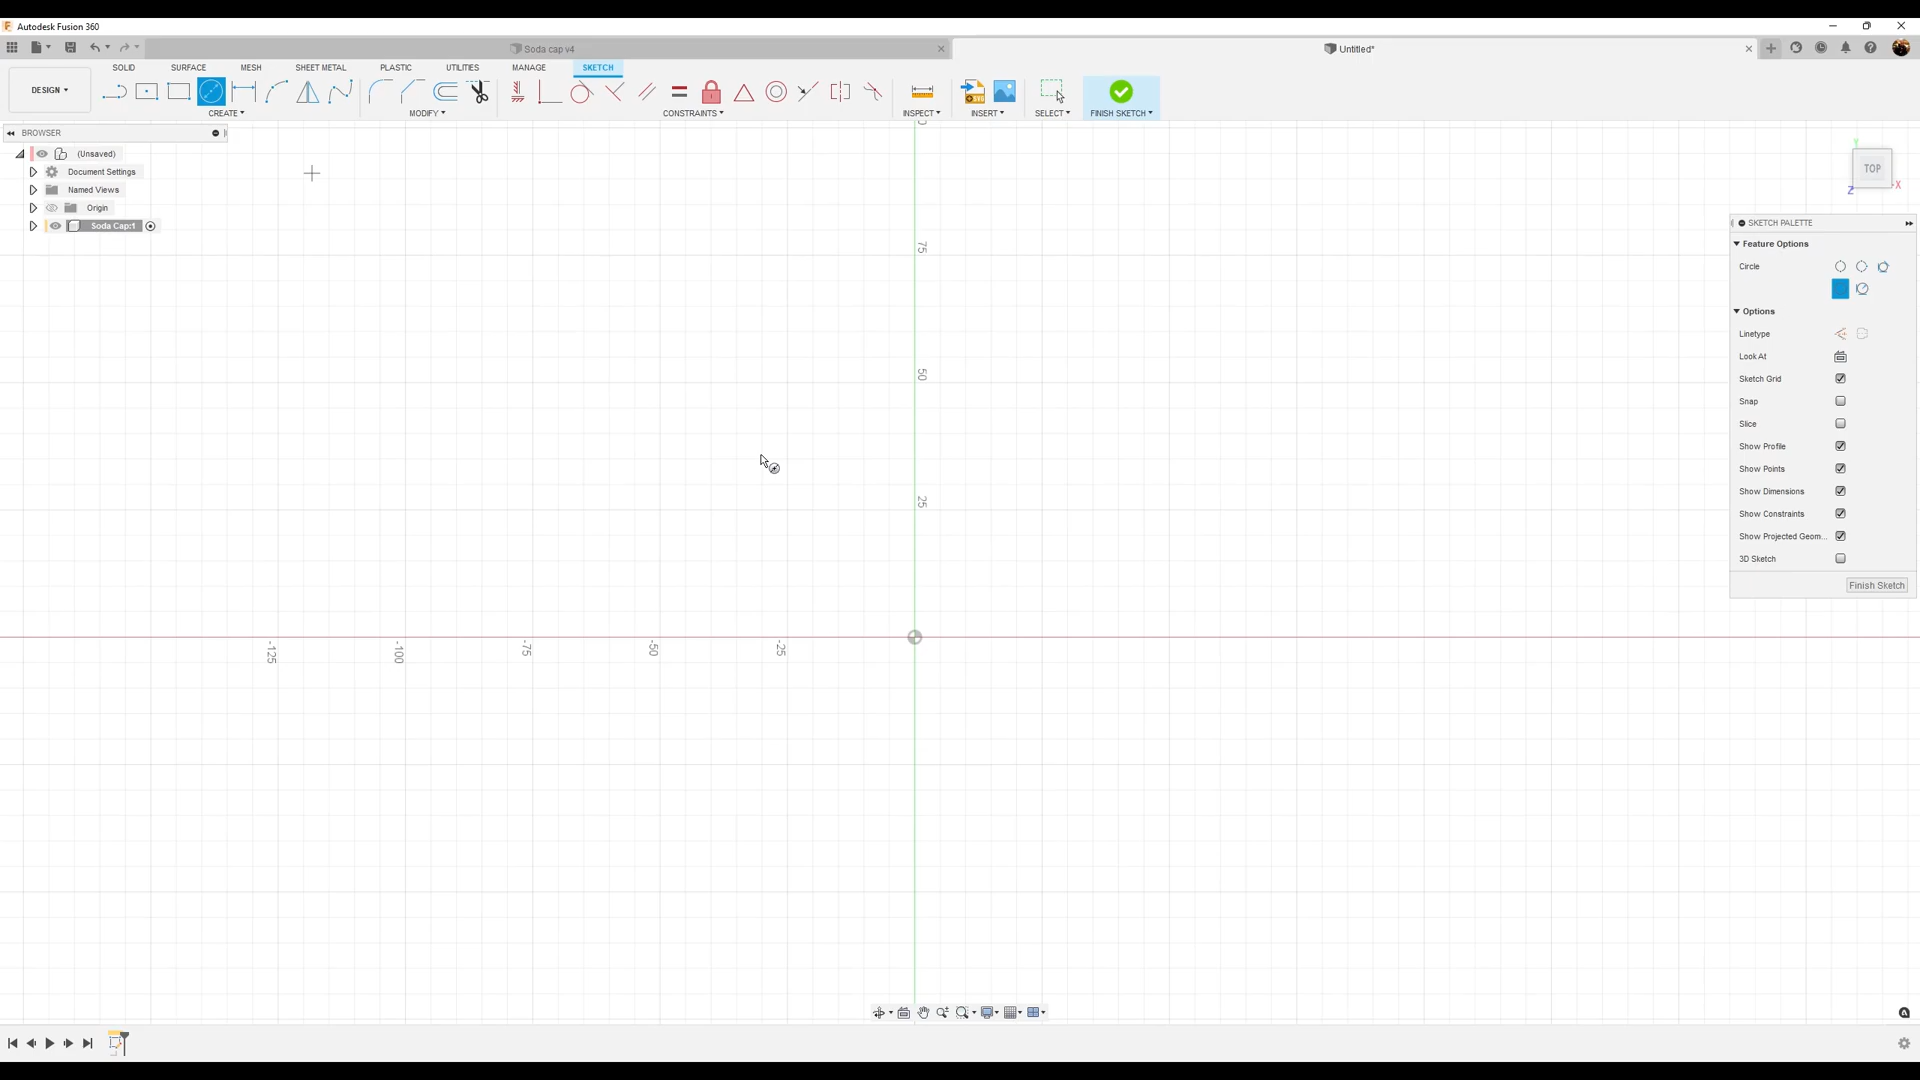 Autodesk Fusion 360
Soda cap v4
Untitled*
DESIGN
SOLID
SURFACE
MESH
SHEET METAL
PLASTIC
UTILITIES
MANAGE
SKETCH
CREATE
MODIFY
CONSTRAINTS
INSPECT
INSERT
SELECT
FINISH SKETCH
BROWSER
(Unsaved)
Document Settings
Named Views
Origin
Soda Cap:1
TOP
X
Y
Z
SKETCH PALETTE
Feature Options
Circle
Options
Linetype
Look At
Sketch Grid
Snap
Slice
Show Profile
Show Points
Show Dimensions
Show Constraints
Show Projected Geom...
3D Sketch
Finish Sketch
75
50
25
-125
-100
-75
-50
-25